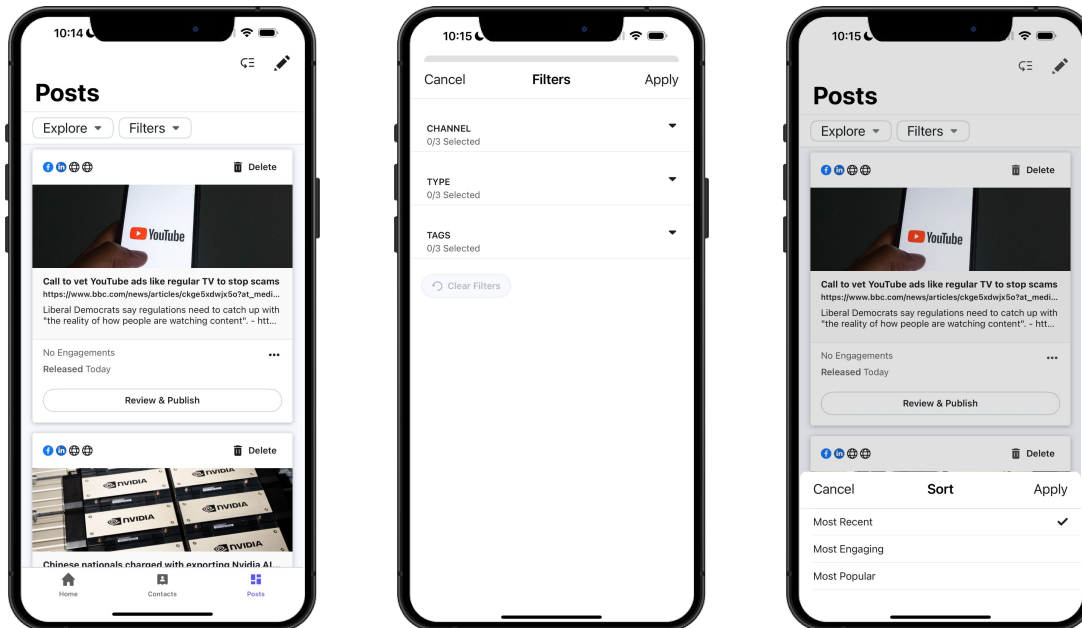 10:14
Posts
Explore
Filters
Delete
YouTube
Call to vet YouTube ads like regular TV to stop scams
https://www.bbc.com/news/articles/ckge5xdwjx5o?at_medi...
Liberal Democrats say regulations need to catch up with
"the reality of how people are watching content". - htt...
No Engagements
Released Today
Review & Publish
Delete
NVIDIA
NVIDIA
NVIDIA
NVIDIA
Chinese nationals charged with exporting Nvidia AI...
Home
Contacts
Posts
10:15
Cancel
Filters
Apply
CHANNEL
0/3 Selected
TYPE
0/3 Selected
TAGS
0/3 Selected
Clear Filters
10:15
Posts
Explore
Filters
Delete
YouTube
Call to vet YouTube ads like regular TV to stop scams
https://www.bbc.com/news/articles/ckge5xdwjx5o?at_medi...
Liberal Democrats say regulations need to catch up with
"the reality of how people are watching content". - htt...
No Engagements
Released Today
Review & Publish
Delete
Cancel
Sort
Apply
Most Recent
Most Engaging
Most Popular